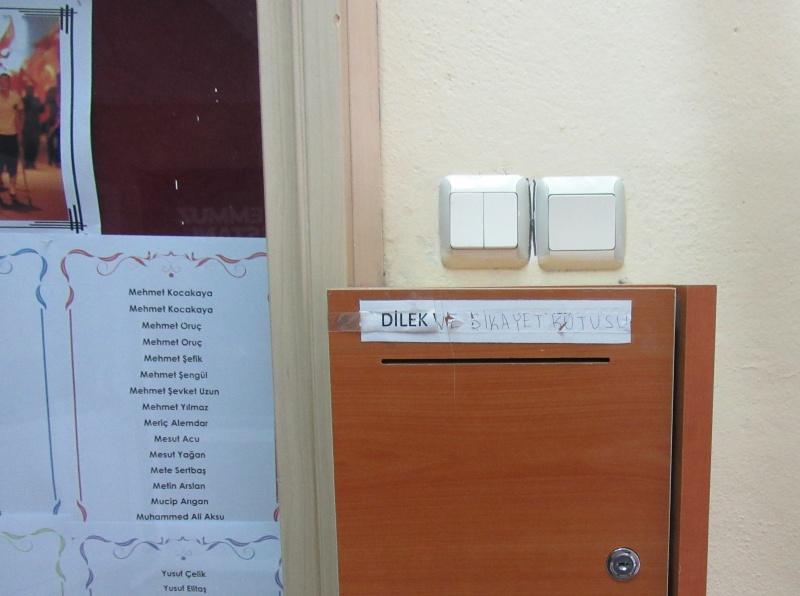 Mehmet Kocakaya
Mehmet Kocakaya
Mehmet Oruç
Mehmet Oruç
Mehmet Şefik
Mehmet Şengül
Mehmet Şevket Uzun
Mehmet Yılmaz
Meriç Alemdar
Mesut Acu
Mesut Yağan
Mete Sertbaş
Metin Arslan
Mucip Arıgan
Muhammed Ali Aksu
Yusuf Çelik
Yusuf Elitaş
DİLEK VE ŞİKAYET KUTUSU